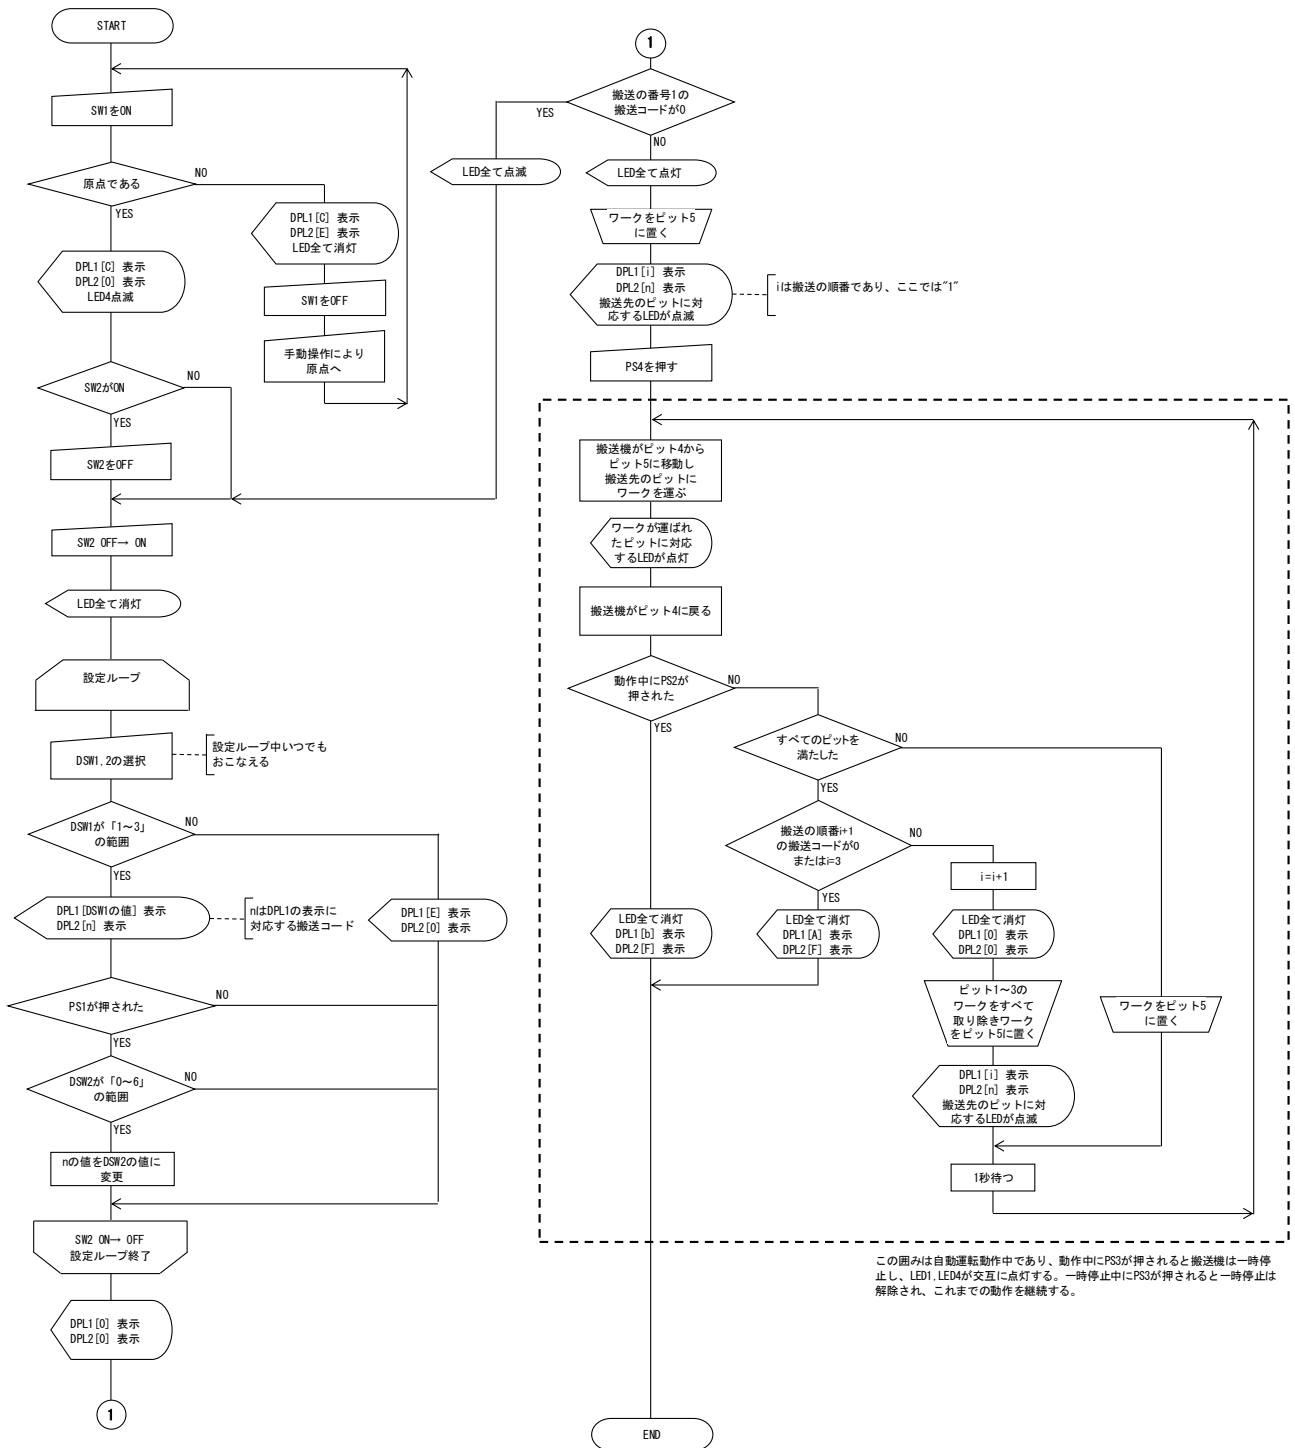 START
SW1をON
原点である
NO
YES
DPL1[C] 表示
DPL2[0] 表示
LED4点滅
DPL1[C] 表示
DPL2[E] 表示
LED全て消灯
SW1をOFF
手動操作により
原点へ
SW2がON
NO
YES
SW2をOFF
SW2 OFF→ ON
LED全て消灯
設定ループ
DSW1,2の選択
設定ループ中いつでも
おこなえる
DSW1が「1～3」
の範囲
NO
YES
DPL1[DSW1の値] 表示
DPL2[n] 表示
nはDPL1の表示に
対応する搬送コード
DPL1[E] 表示
DPL2[0] 表示
PS1が押された
NO
YES
DSW2が「0～6」
の範囲
NO
YES
nの値をDSW2の値に
変更
SW2 ON→ OFF
設定ループ終了
DPL1[0] 表示
DPL2[0] 表示
1
1
搬送の番号1の
搬送コードが0
YES
NO
LED全て点滅
LED全て点灯
ワークをピット5
に置く
DPL1[i] 表示
DPL2[n] 表示
搬送先のピットに対
応するLEDが点滅
iは搬送の順番であり、ここでは"1"
PS4を押す
搬送機がピット4から
ピット5に移動し
搬送先のピットに
ワークを運ぶ
ワークが運ばれ
たピットに対応
するLEDが点灯
搬送機がピット4に戻る
動作中にPS2が
押された
NO
YES
すべてのピットを
満たした
NO
YES
搬送の順番i+1
の搬送コードが0
またはi=3
NO
YES
i=i+1
LED全て消灯
DPL1[b] 表示
DPL2[F] 表示
LED全て消灯
DPL1[A] 表示
DPL2[F] 表示
LED全て消灯
DPL1[0] 表示
DPL2[0] 表示
ピット1～3の
ワークをすべて
取り除きワーク
をピット5に置く
ワークをピット5
に置く
DPL1[i] 表示
DPL2[n] 表示
搬送先のピットに対
応するLEDが点滅
1秒待つ
この囲みは自動運転動作中であり、動作中にPS3が押されると搬送機は一時停
止し、LED1,LED4が交互に点灯する。一時停止中にPS3が押されると一時停止は
解除され、これまでの動作を継続する。
END